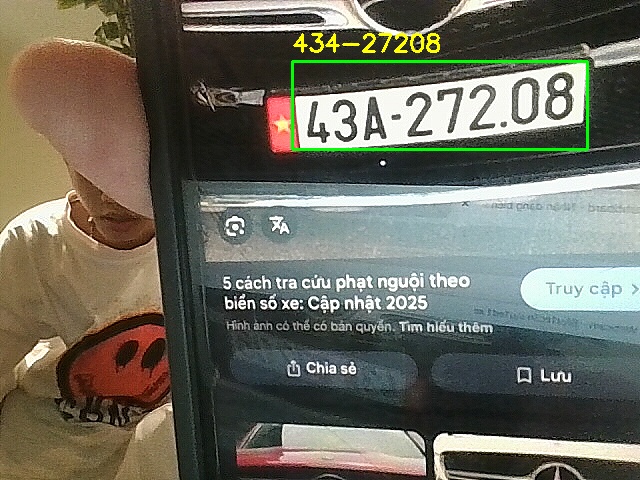 434-27208
43A-272.08
5 cách tra cứu phạt nguội theo
biển số xe: Cập nhật 2025
Truy cập
Hình ảnh có thể có bản quyền. Tìm hiểu thêm
Chia sẻ
Lưu